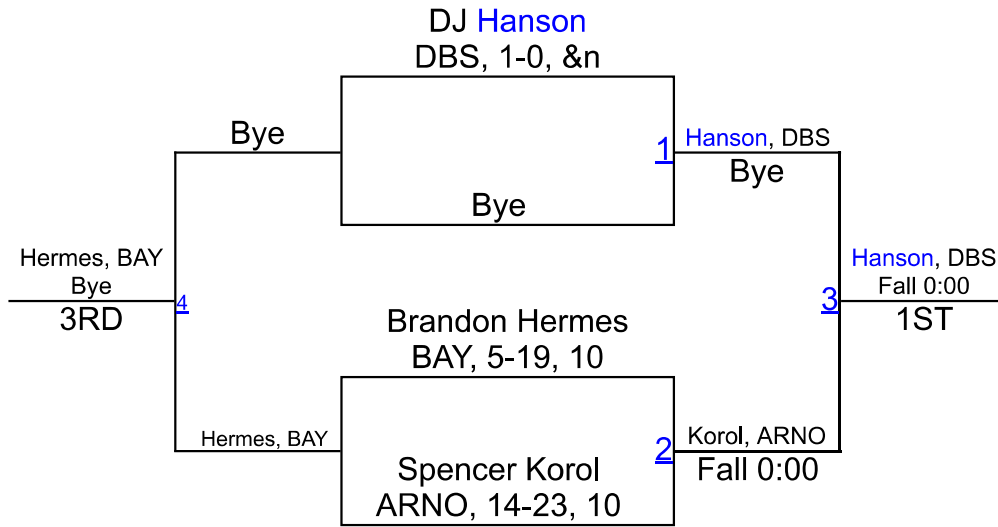 DJ Hanson
DBS, 1-0, &n
Bye
1
Hanson, DBS
Bye
Bye
Hermes, BAY
Bye
3RD
4
Hanson, DBS
Fall 0:00
1ST
3
Brandon Hermes
BAY, 5-19, 10
Hermes, BAY
2
Korol, ARNO
Fall 0:00
Spencer Korol
ARNO, 14-23, 10